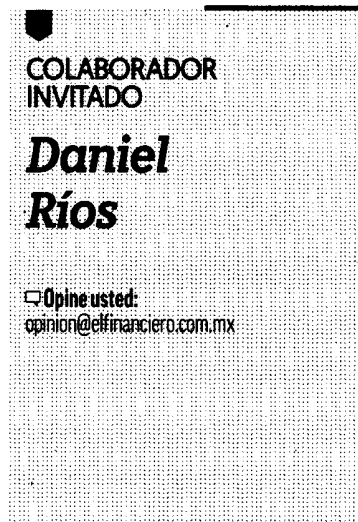 COLABORADOR
INVITADO
Daniel
Ríos
Opine usted:
opinion@elfinanciero.com.mx